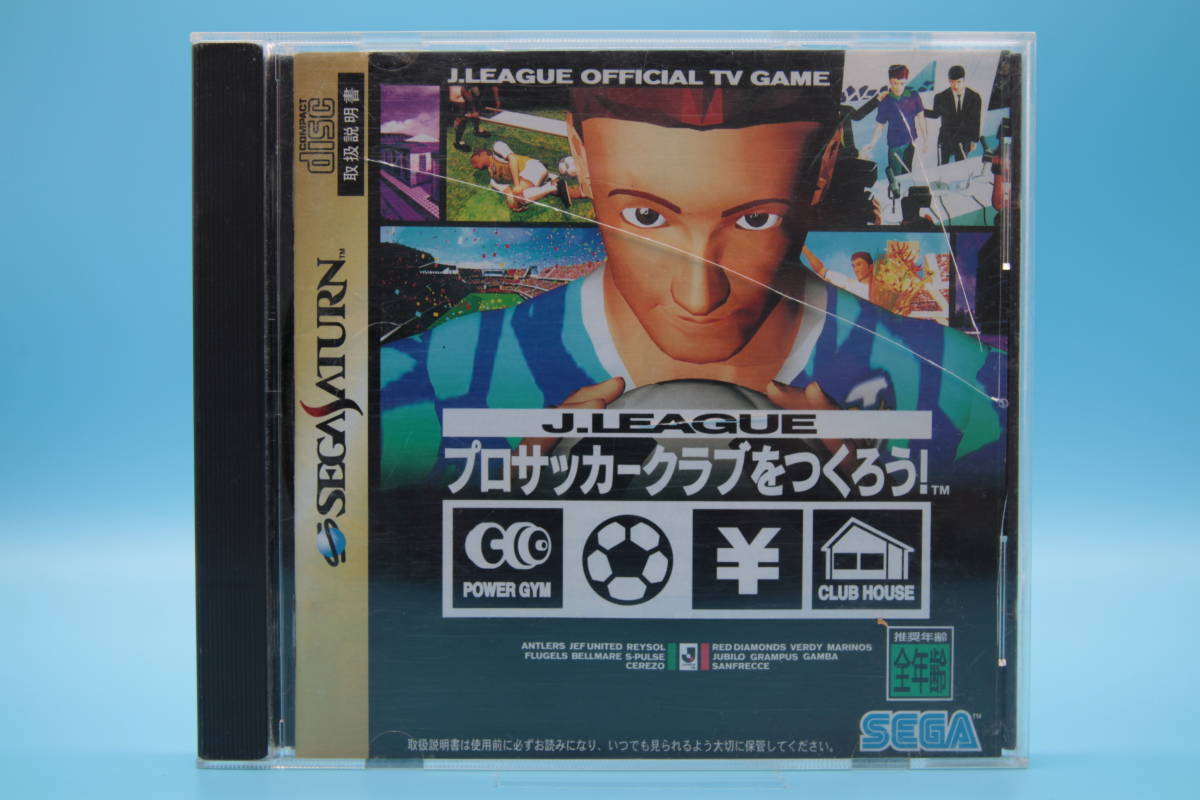 J.LEAGUE OFFICIAL TV GAME
COMPACT
disc
取扱説明書
SEGA SATURN™
J.LEAGUE
プロサッカークラブをつくろう!™
POWER GYM
¥
CLUB HOUSE
ANTLERS JEF UNITED REYSOL
FLUGELS BELLMARE S-PULSE
CEREZO
J
RED DIAMONDS VERDY MARINOS
JUBILO GRAMPUS GAMBA
SANFRECCE
推奨年齢
全年齢
SEGA™
取扱説明書は使用前に必ずお読みになり、いつでも見られるよう大切に保管してください。